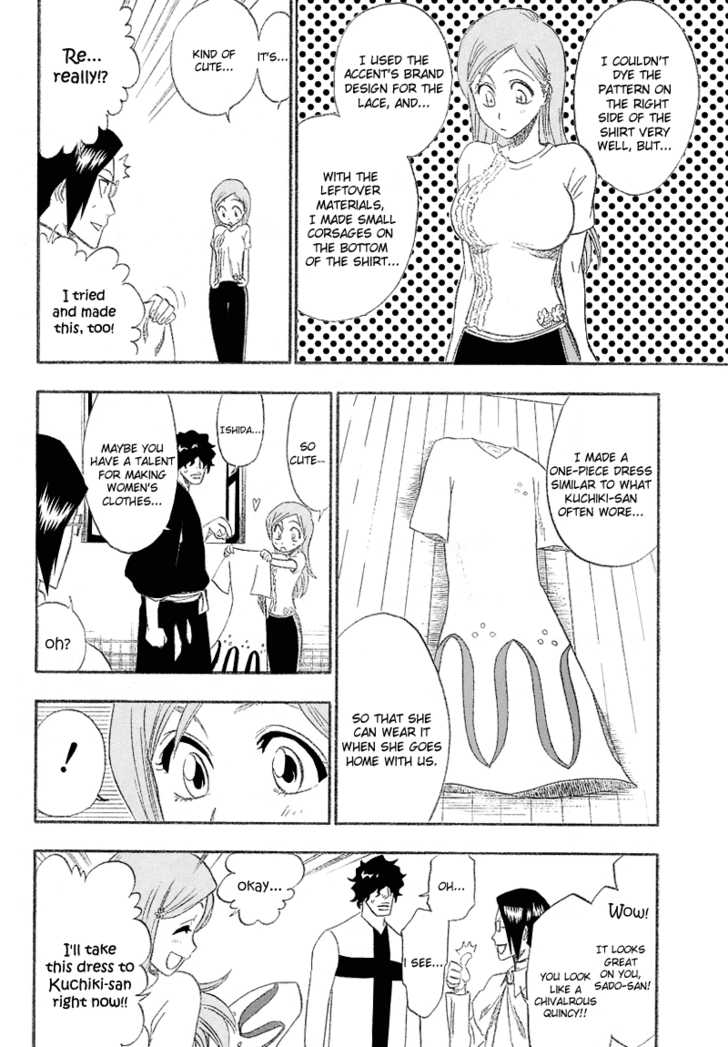 I COULDN'T
DYE THE
PATTERN ON
THE RIGHT
SIDE OF
THE SHIRT VERY
WELL, BUT...
I USED THE
ACCENT'S BRAND
DESIGN FOR THE
LACE, AND...
WITH THE
LEFTOVER
MATERIALS,
I MADE SMALL
CORSAGES ON
THE BOTTOM
OF THE SHIRT.
IT'S...
KIND OF
CUTE...
Re...
really!?
I tried
and made
this, too!
I MADE A
ONE-PIECE DRESS
SIMILAR TO WHAT
KUCHIKI-SAN
OFTEN WORE...
SO THAT SHE
CAN WEAR IT
WHEN SHE GOES
HOME WITH US.
SO
CUTE...
ISHIDA...
MAYBE YOU
HAVE A TALENT
FOR MAKING
WOMEN'S
CLOTHES...
oh?
!
Wow!
IT LOOKS
GREAT
ON YOU,
SADO-SAN!
YOU LOOK
LIKE A
CHIVALROUS
QUINCY!!
OH...
I SEE...
okay...
I'll take
this dress to
Kuchiki-san
right now!!